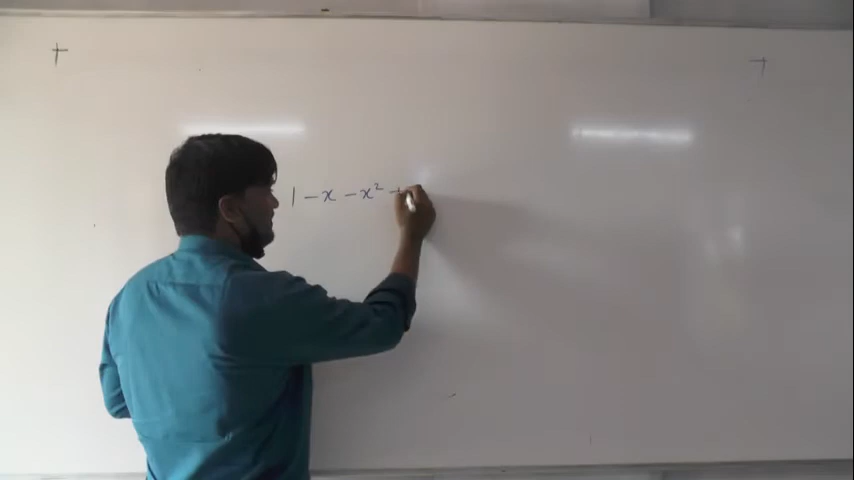 1 - x - x² +